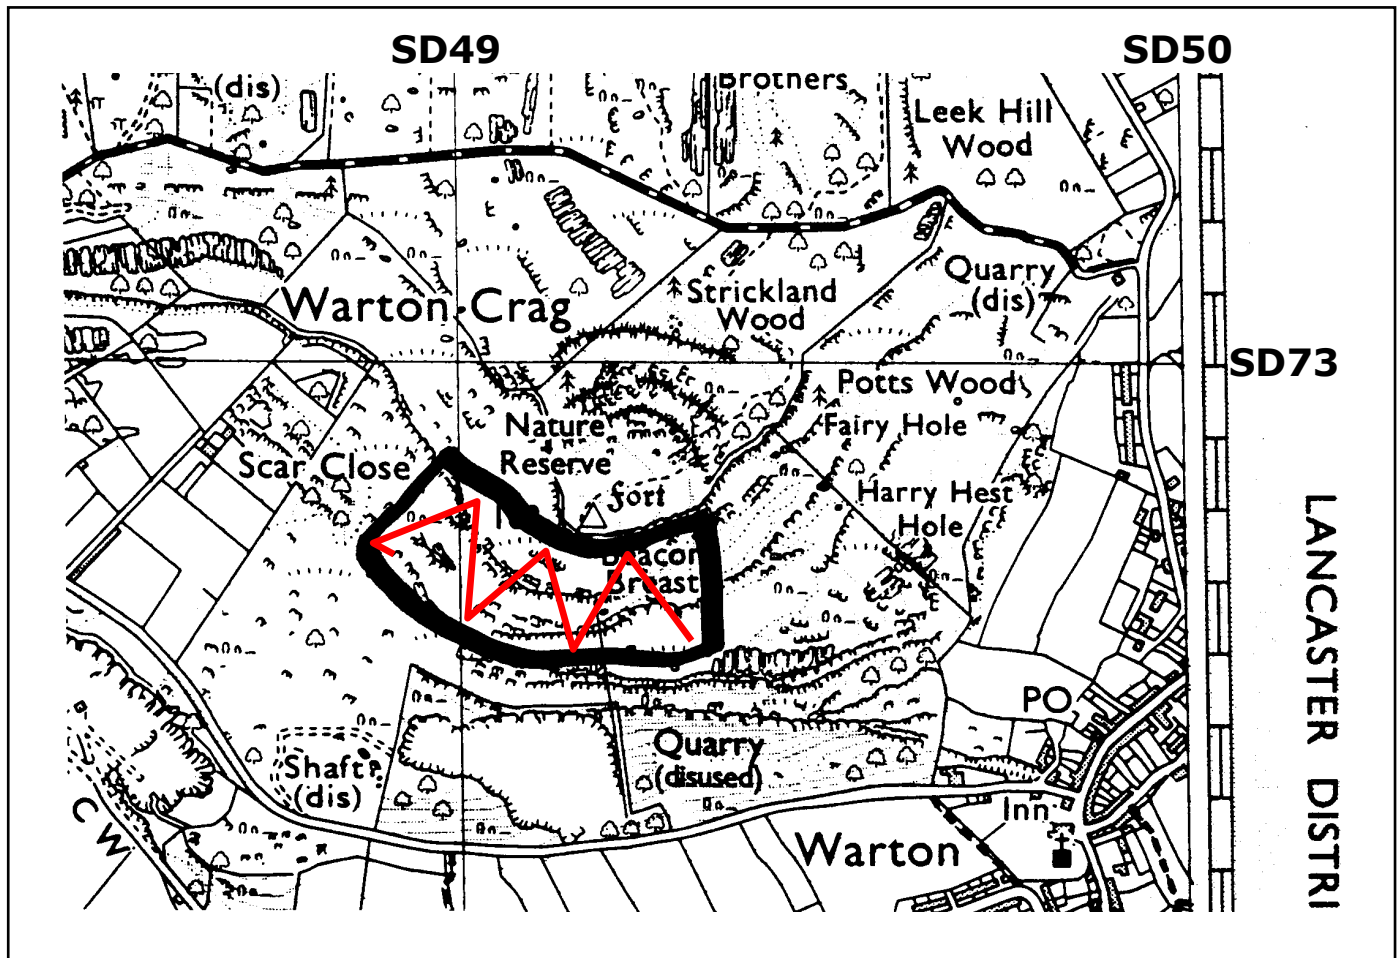 SD49
SD50
(dis)
Brothers
Leek Hill
Wood
Quarry
(dis)
Strickland
Wood
Warton Crag
SD73
Potts Wood
Nature
Reserve
Fairy Hole
Scar Close
fort
Harry Hest
Hole
Beacon
Breast
LANCASTER DISTRI
PO
Quarry
(disused)
Shaft
(dis)
Inn
CW
Warton